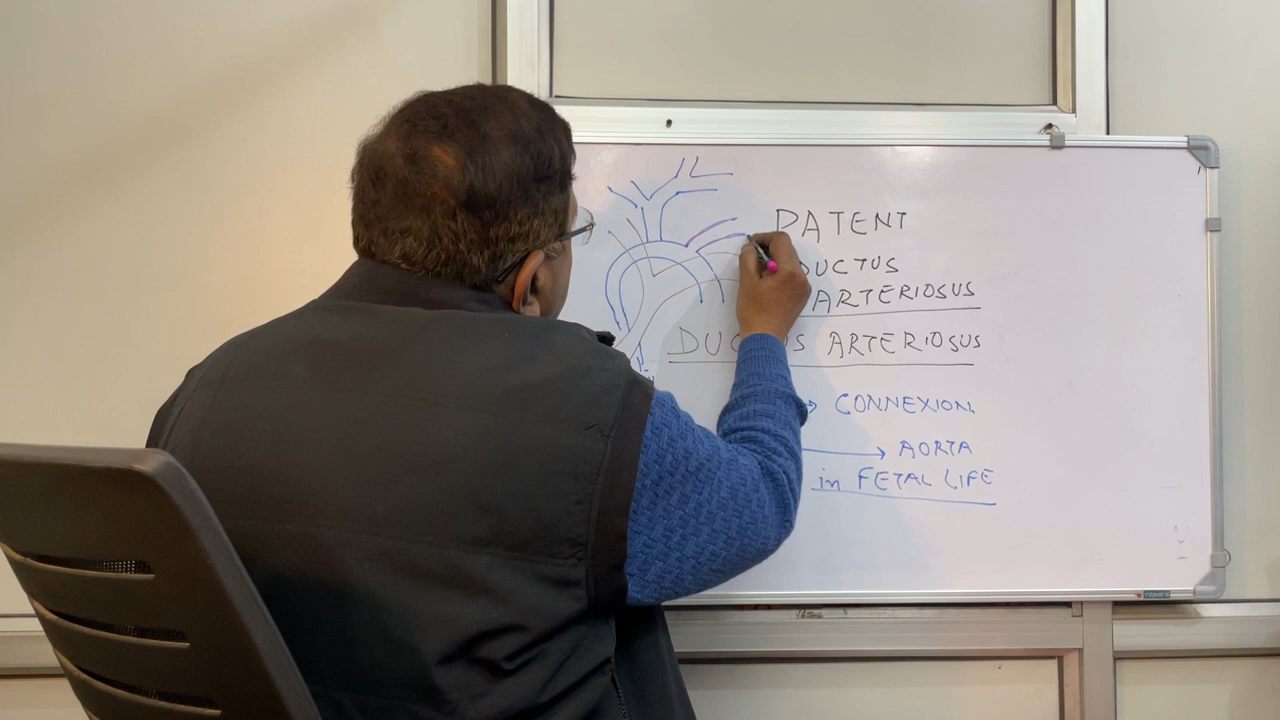 PATENT
DUCTUS
ARTERIOSUS
DUCTUS ARTERIOSUS
CONNEXION
AORTA
in FETAL LIFE